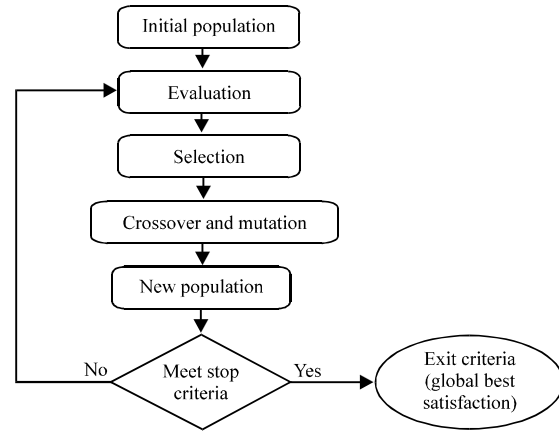 Initial population
Evaluation
Selection
Crossover and mutation
New population
Meet stop
criteria
No
Yes
Exit criteria
(global best
satisfaction)